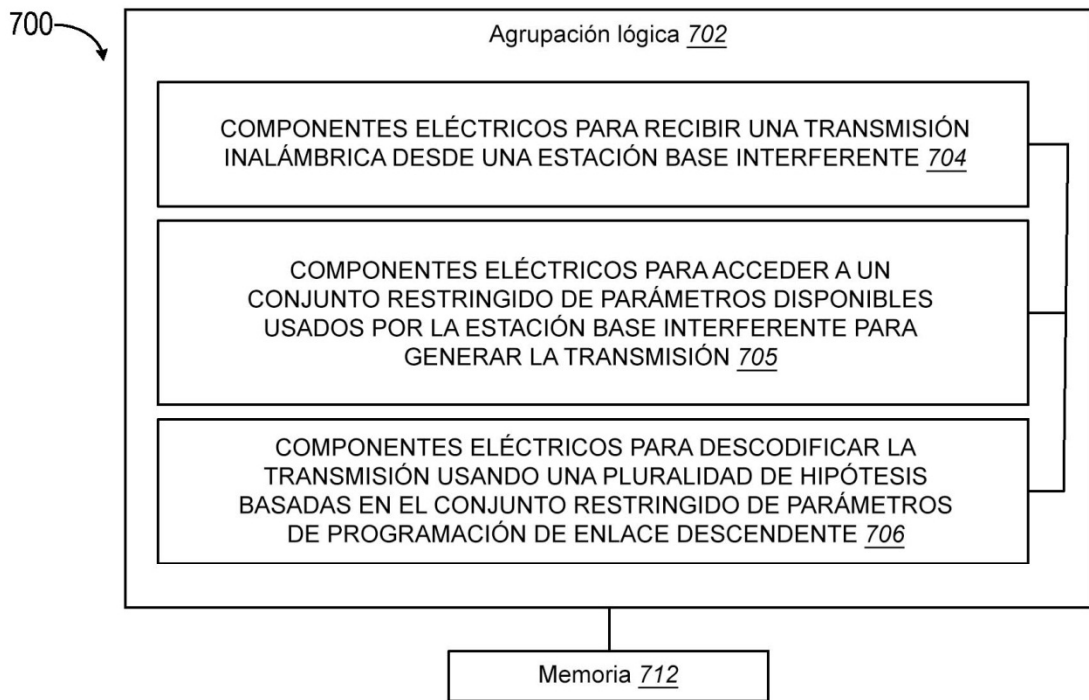 700
Agrupación lógica 702
COMPONENTES ELÉCTRICOS PARA RECIBIR UNA TRANSMISIÓN
INALÁMBRICA DESDE UNA ESTACIÓN BASE INTERFERENTE 704
COMPONENTES ELÉCTRICOS PARA ACCEDER A UN
CONJUNTO RESTRINGIDO DE PARÁMETROS DISPONIBLES
USADOS POR LA ESTACIÓN BASE INTERFERENTE PARA
GENERAR LA TRANSMISIÓN 705
COMPONENTES ELÉCTRICOS PARA DESCODIFICAR LA
TRANSMISIÓN USANDO UNA PLURALIDAD DE HIPÓTESIS
BASADAS EN EL CONJUNTO RESTRINGIDO DE PARÁMETROS
DE PROGRAMACIÓN DE ENLACE DESCENDENTE 706
Memoria 712